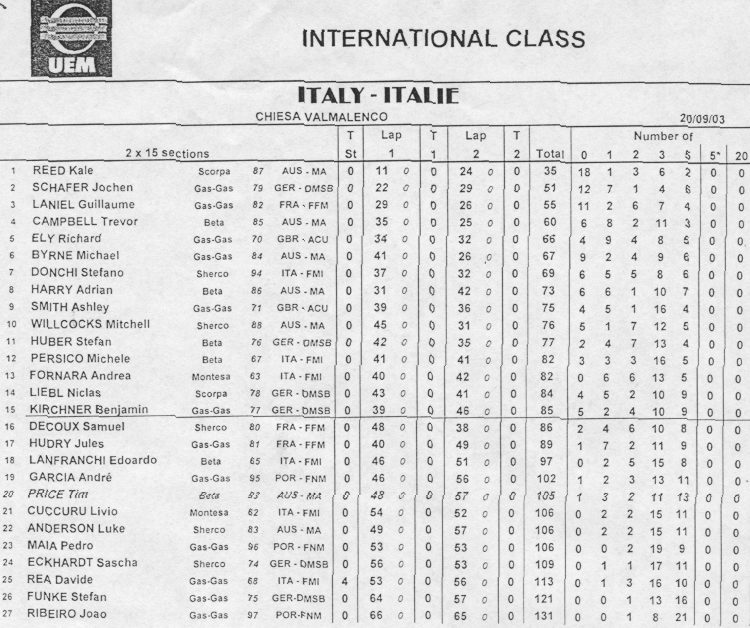 UEM
INTERNATIONAL CLASS
ITALY - ITALIE
CHIESA VALMALENCO 20/09/03
T Lap T Lap T Number of
2 x 15 sections St 1 1 2 2 Total 0 1 2 3 5 5* 20
1 REED Kale Scorpa 87 AUS - MA 0 11 0 0 24 0 0 35 18 1 3 6 2 0 0
2 SCHAFER Jochen Gas-Gas 79 GER - DMSB 0 22 0 0 29 0 0 51 12 7 1 4 6 0 0
3 LANIEL Guillaume Gas-Gas 82 FRA - FFM 0 29 0 0 26 0 0 55 11 2 6 7 4 0 0
4 CAMPBELL Trevor Beta 85 AUS - MA 0 35 0 0 25 0 0 60 6 8 2 11 3 0 0
5 ELY Richard Gas-Gas 70 GBR - ACU 0 34 0 0 32 0 0 66 4 9 4 8 5 0 0
6 BYRNE Michael Gas-Gas 84 AUS - MA 0 41 0 0 26 0 0 67 9 2 4 9 6 0 0
7 DONCHI Stefano Sherco 94 ITA - FMI 0 37 0 0 32 0 0 69 6 5 5 8 6 0 0
8 HARRY Adrian Beta 86 AUS - MA 0 31 0 0 42 0 0 73 6 6 1 10 7 0 0
9 SMITH Ashley Gas-Gas 71 GBR - ACU 0 39 0 0 36 0 0 75 4 5 1 16 4 0 0
10 WILLCOCKS Mitchell Sherco 88 AUS - MA 0 45 0 0 31 0 0 76 5 1 7 12 5 0 0
11 HUBER Stefan Beta 76 GER - DMSB 0 42 0 0 35 0 0 77 2 4 7 13 4 0 0
12 PERSICO Michele Beta 67 ITA - FMI 0 41 0 0 41 0 0 82 3 3 3 16 5 0 0
13 FORNARA Andrea Montesa 63 ITA - FMI 0 40 0 0 42 0 0 82 0 6 6 13 5 0 0
14 LIEBL Niclas Scorpa 78 GER - DMSB 0 43 0 0 41 0 0 84 4 5 2 10 9 0 0
15 KIRCHNER Benjamin Gas-Gas 77 GER - DMSB 0 39 0 0 46 0 0 85 5 2 4 10 9 0 0
16 DECOUX Samuel Sherco 80 FRA - FFM 0 48 0 0 38 0 0 86 2 4 6 10 8 0 0
17 HUDRY Jules Gas-Gas 81 FRA - FFM 0 40 0 0 49 0 0 89 1 7 2 11 9 0 0
18 LANFRANCHI Edoardo Beta 65 ITA - FMI 0 46 0 0 51 0 0 97 0 2 5 15 8 0 0
19 GARCIA André Gas-Gas 95 POR - FNM 0 46 0 0 56 0 0 102 1 2 3 13 11 0 0
20 PRICE Tim Beta 83 AUS - MA 0 48 0 0 57 0 0 105 1 3 2 11 13 0 0
21 CUCCURU Livio Montesa 62 ITA - FMI 0 54 0 0 52 0 0 106 0 2 2 15 11 0 0
22 ANDERSON Luke Sherco 83 AUS - MA 0 49 0 0 57 0 0 106 0 2 2 15 11 0 0
23 MAIA Pedro Gas-Gas 96 POR - FNM 0 53 0 0 53 0 0 106 0 0 2 19 9 0 0
24 ECKHARDT Sascha Sherco 74 GER - DMSB 0 56 0 0 53 0 0 109 0 1 1 17 11 0 0
25 REA Davide Gas-Gas 68 ITA - FMI 4 53 0 0 56 0 0 113 0 1 3 16 10 0 0
26 FUNKE Stefan Gas-Gas 75 GER-DMSB 0 64 0 0 57 0 0 121 0 0 1 13 16 0 0
27 RIBEIRO Joao Gas-Gas 97 POR-FNM 0 66 0 0 65 0 0 131 0 0 1 8 21 0 0